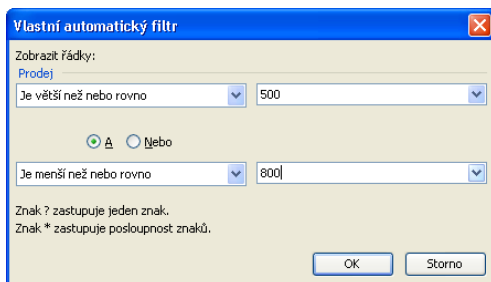 Vlastní automatický filtr
Zobrazit řádky:
Prodej
Je větší než nebo rovno 500
A Nebo
Je menší než nebo rovno 800
Znak ? zastupuje jeden znak.
Znak * zastupuje posloupnost znaků.
OK Storno